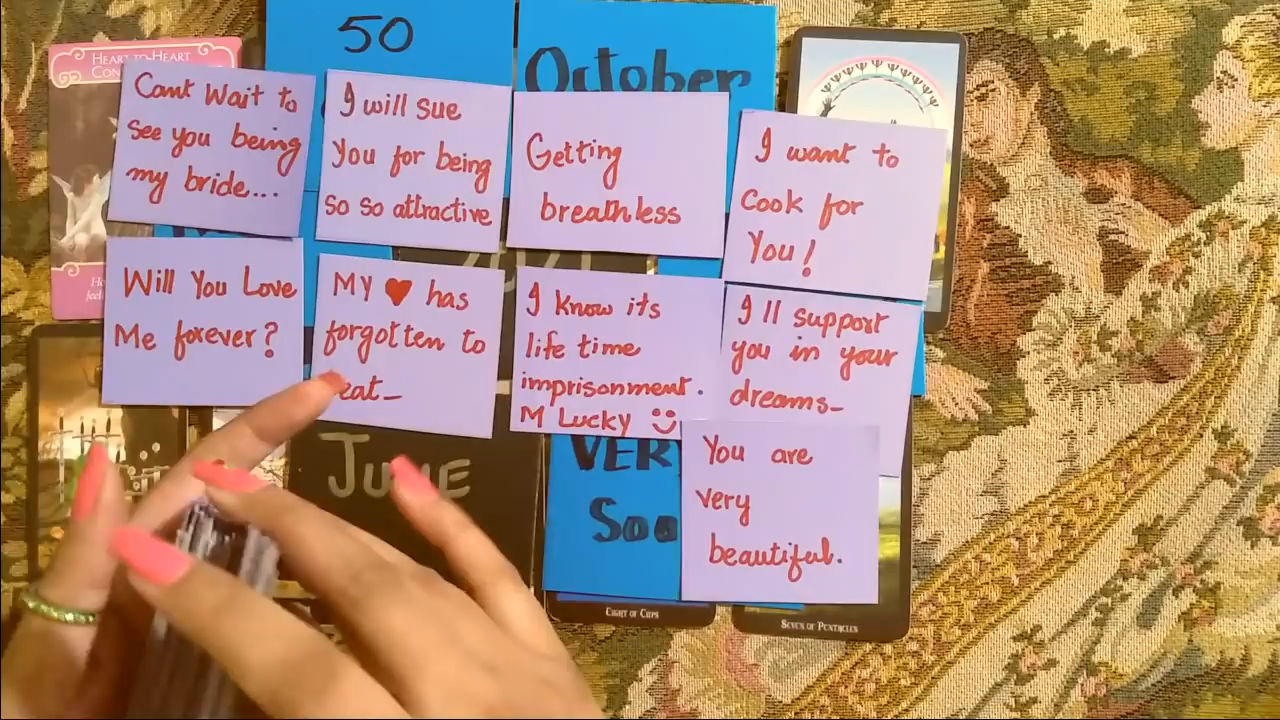 50
October
HEART-TO-HEART
Cant Wait to
see you being
my bride...
I will sue
You for being
so so attractive
Getting
breathless
I want to
Cook for
You!
Will You Love
Me forever?
MY ♥ has
forgotten to
I know its
life time
imprisonment.
M Lucky
I ll support
you in your
dreams_
JUNE
You are
very
beautiful.
EIGHT OF CUPS
SEVEN OF PENTACLES